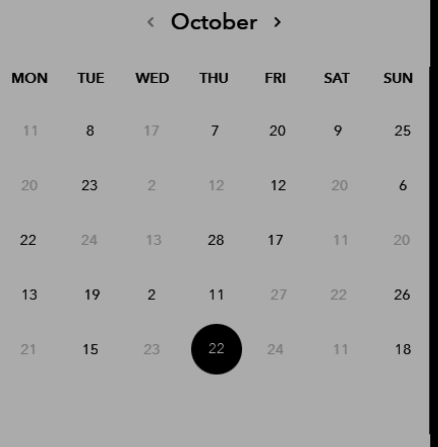 ‹ October ›
MON TUE WED THU FRI SAT SUN
11 8 17 7 20 9 25
20 23 2 12 12 20 6
22 24 13 28 17 11 20
13 19 2 11 27 22 26
21 15 23 22 24 11 18